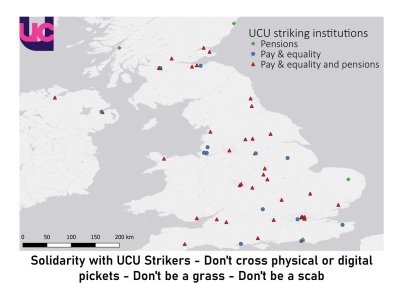 UCU
UCU striking institutions
Pensions
Pay & equality
Pay & equality and pensions
0 50 100 150 200 km
Solidarity with UCU Strikers - Don't cross physical or digital
pickets - Don't be a grass - Don't be a scab